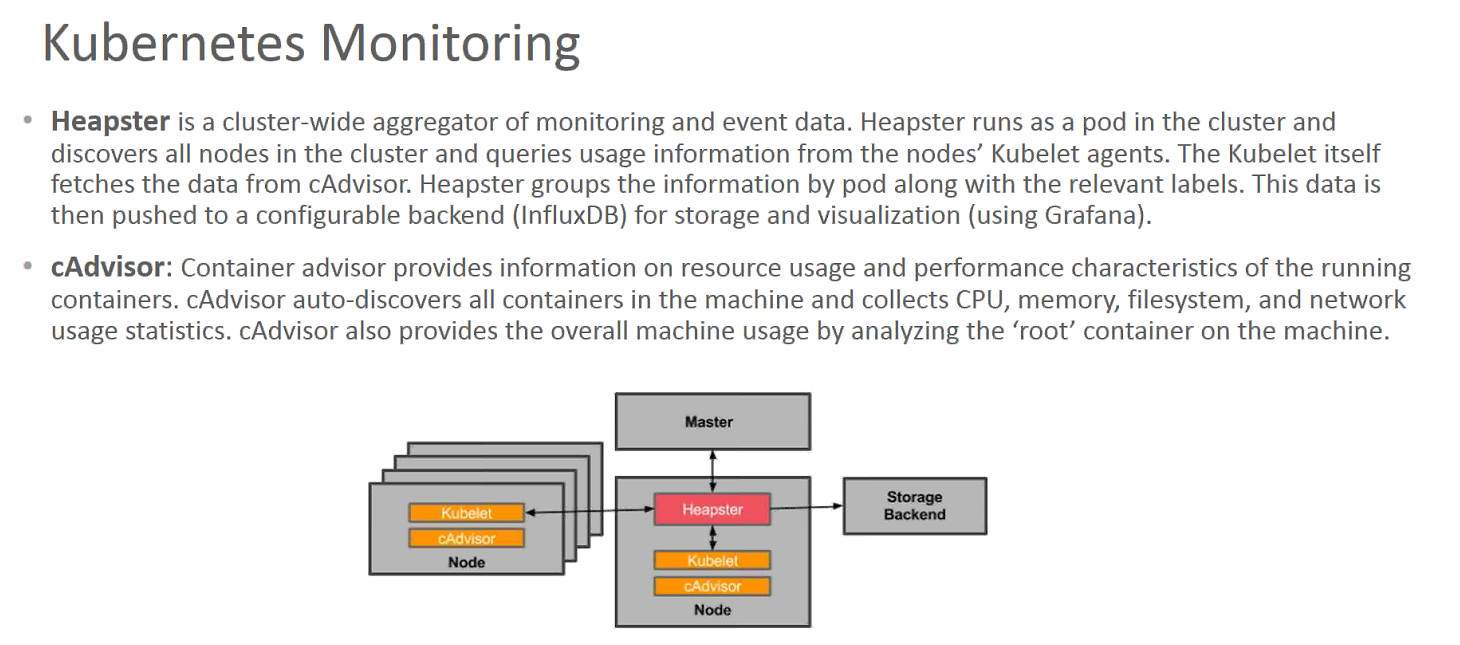 Kubernetes Monitoring
• Heapster is a cluster-wide aggregator of monitoring and event data. Heapster runs as a pod in the cluster and
discovers all nodes in the cluster and queries usage information from the nodes’ Kubelet agents. The Kubelet itself
fetches the data from cAdvisor. Heapster groups the information by pod along with the relevant labels. This data is
then pushed to a configurable backend (InfluxDB) for storage and visualization (using Grafana).
• cAdvisor: Container advisor provides information on resource usage and performance characteristics of the running
containers. cAdvisor auto-discovers all containers in the machine and collects CPU, memory, filesystem, and network
usage statistics. cAdvisor also provides the overall machine usage by analyzing the ‘root’ container on the machine.
Master
Kubelet
cAdvisor
Node
Heapster
Kubelet
cAdvisor
Node
Storage
Backend